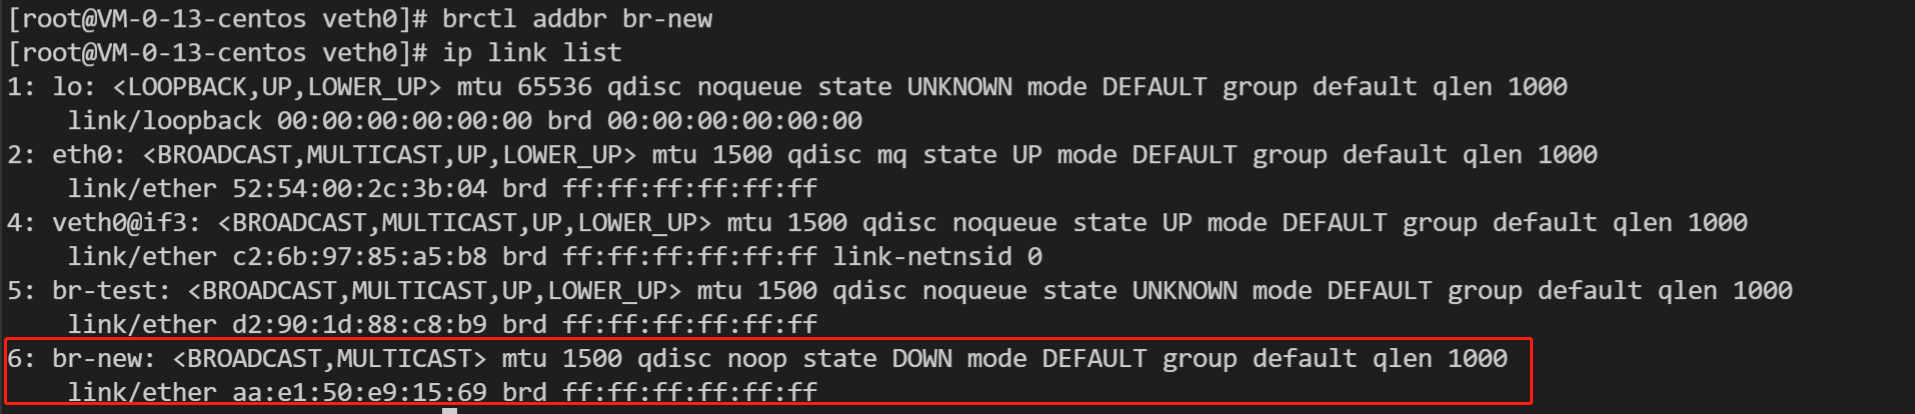 [root@VM-0-13-centos veth0]# brctl addbr br-new
[root@VM-0-13-centos veth0]# ip link list
1: lo: <LOOPBACK,UP,LOWER_UP> mtu 65536 qdisc noqueue state UNKNOWN mode DEFAULT group default qlen 1000
    link/loopback 00:00:00:00:00:00 brd 00:00:00:00:00:00
2: eth0: <BROADCAST,MULTICAST,UP,LOWER_UP> mtu 1500 qdisc mq state UP mode DEFAULT group default qlen 1000
    link/ether 52:54:00:2c:3b:04 brd ff:ff:ff:ff:ff:ff
4: veth0@if3: <BROADCAST,MULTICAST,UP,LOWER_UP> mtu 1500 qdisc noqueue state UP mode DEFAULT group default qlen 1000
    link/ether c2:6b:97:85:a5:b8 brd ff:ff:ff:ff:ff:ff link-netnsid 0
5: br-test: <BROADCAST,MULTICAST,UP,LOWER_UP> mtu 1500 qdisc noqueue state UNKNOWN mode DEFAULT group default qlen 1000
    link/ether d2:90:1d:88:c8:b9 brd ff:ff:ff:ff:ff:ff
6: br-new: <BROADCAST,MULTICAST> mtu 1500 qdisc noop state DOWN mode DEFAULT group default qlen 1000
    link/ether aa:e1:50:e9:15:69 brd ff:ff:ff:ff:ff:ff